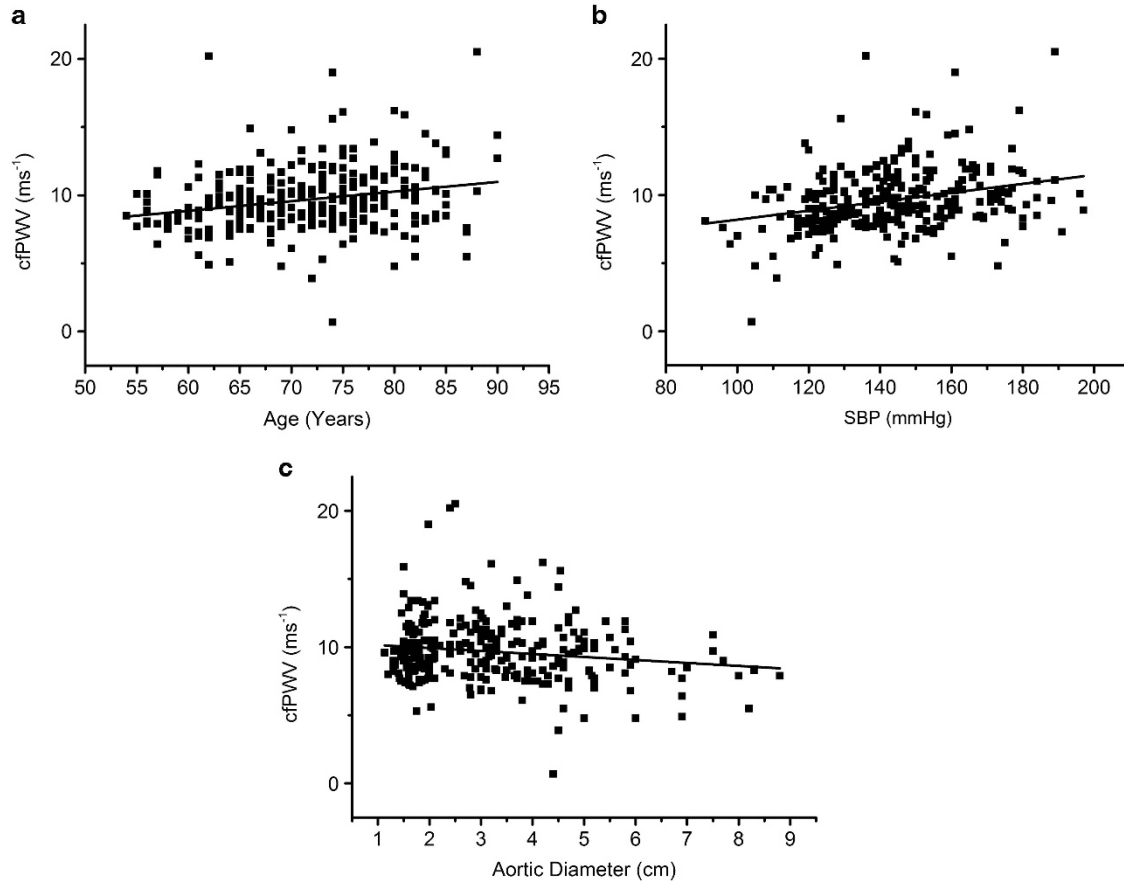 a
20
10
0
cfPWV (ms⁻¹)
50 55 60 65 70 75 80 85 90 95
Age (Years)
b
20
10
0
cfPWV (ms⁻¹)
80 100 120 140 160 180 200
SBP (mmHg)
c
20
10
0
cfPWV (ms⁻¹)
1 2 3 4 5 6 7 8 9
Aortic Diameter (cm)